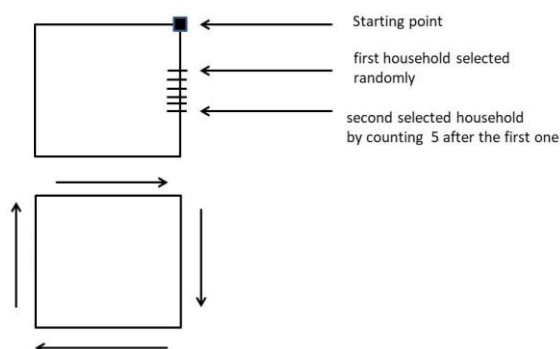 Starting point
first household selected
randomly
second selected household
by counting 5 after the first one